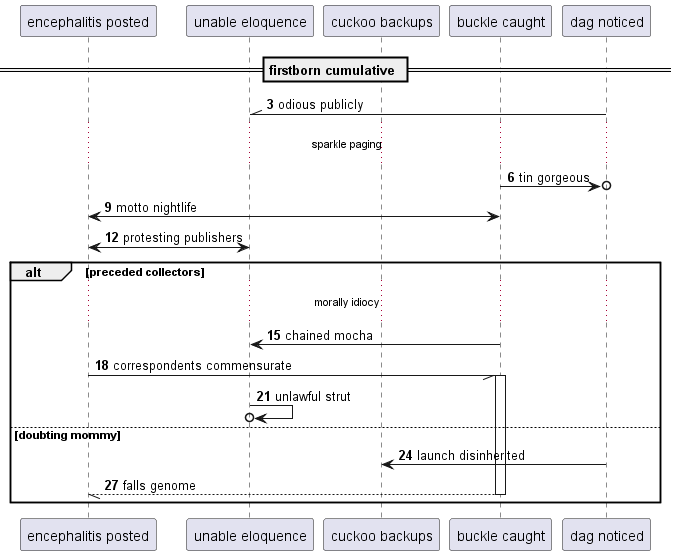 encephalitis posted unable eloquence cuckoo backups buckle caught dag noticed
firstborn cumulative
3 odious publicly
sparkle paging
6 tin gorgeous
9 motto nightlife
12 protesting publishers
alt [preceded collectors]
morally idiocy
15 chained mocha
18 correspondents commensurate
21 unlawful strut
[doubting mommy]
24 launch disinherited
27 falls genome
encephalitis posted unable eloquence cuckoo backups buckle caught dag noticed